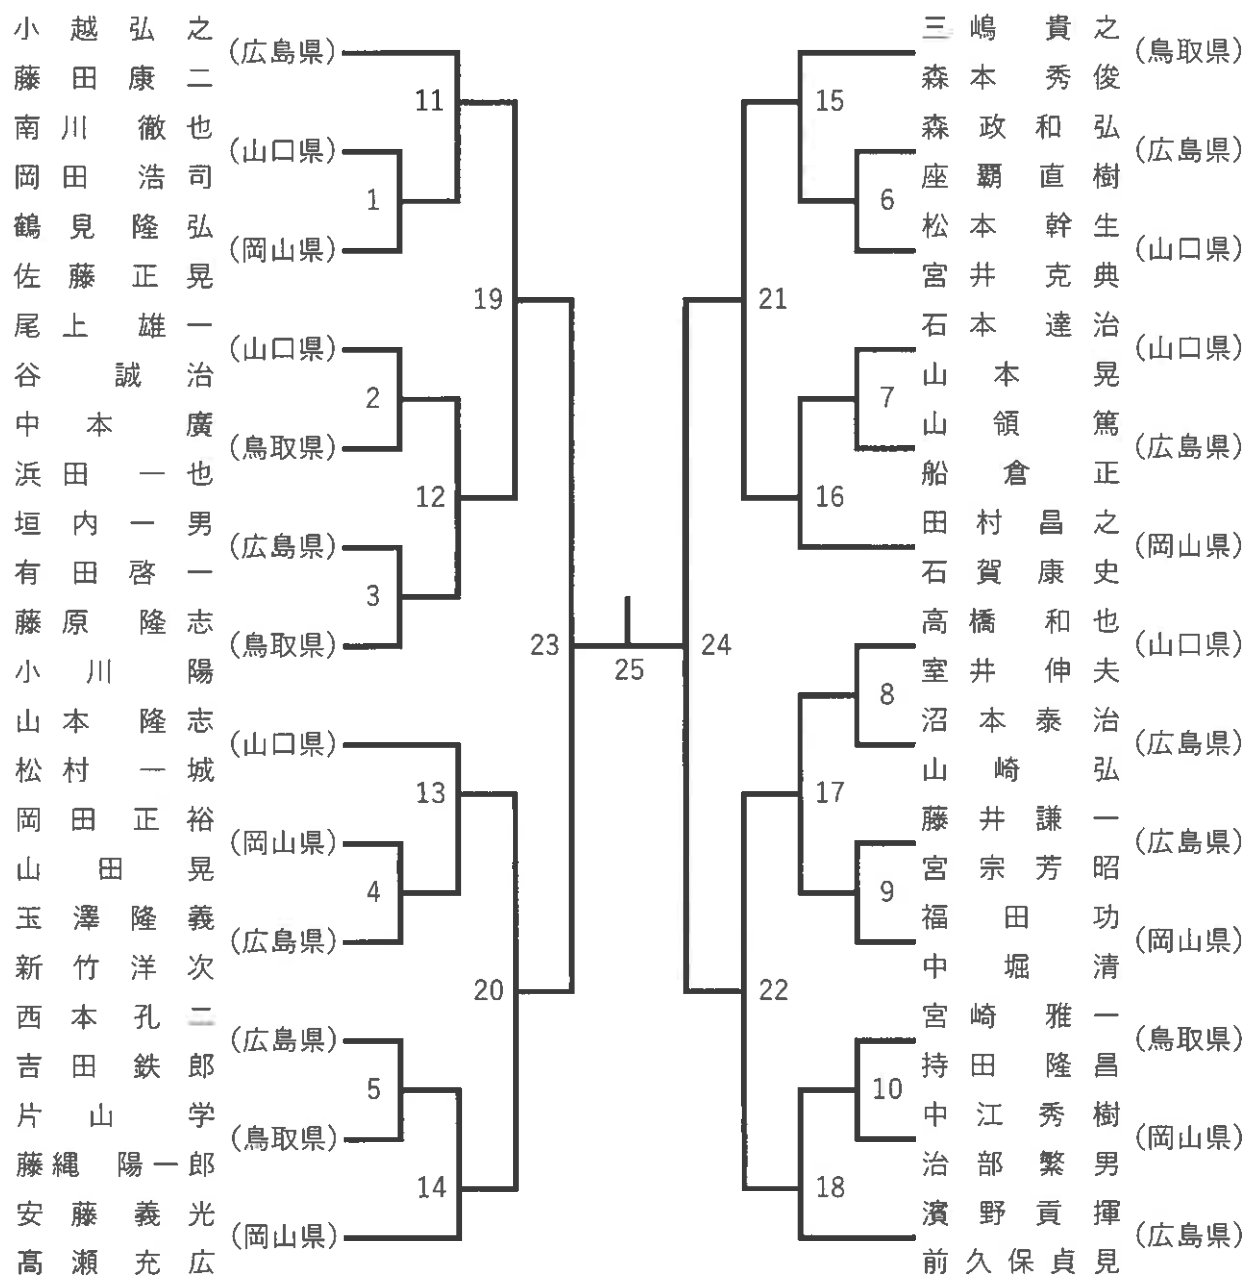 小越弘之
(広島県)
藤田康二
11
南川徹也
(山口県)
岡田浩司
1
鶴見隆弘
(岡山県)
佐藤正晃
19
尾上雄一
(山口県)
谷誠治
2
中本廣
(鳥取県)
浜田一也
12
垣内一男
(広島県)
有田啓一
3
藤原隆志
(鳥取県)
小川陽
23
山本隆志
(山口県)
松村一城
13
岡田正裕
(岡山県)
山田晃
4
玉澤隆義
(広島県)
新竹洋次
20
西本孔二
(広島県)
吉田鉄郎
5
片山学
(鳥取県)
藤縄陽一郎
14
安藤義光
(岡山県)
髙瀬充広
25
三嶋貴之
(鳥取県)
森本秀俊
15
森政和弘
(広島県)
座覇直樹
6
松本幹生
(山口県)
宮井克典
21
石本達治
(山口県)
山本晃
7
山領篤
(広島県)
船倉正
16
田村昌之
(岡山県)
石賀康史
24
高橋和也
(山口県)
室井伸夫
8
沼本泰治
(広島県)
山崎弘
17
藤井謙一
(広島県)
宮宗芳昭
9
福田功
(岡山県)
中堀清
22
宮崎雅一
(鳥取県)
持田隆昌
10
中江秀樹
(岡山県)
治部繁男
18
濱野貢揮
(広島県)
前久保貞見